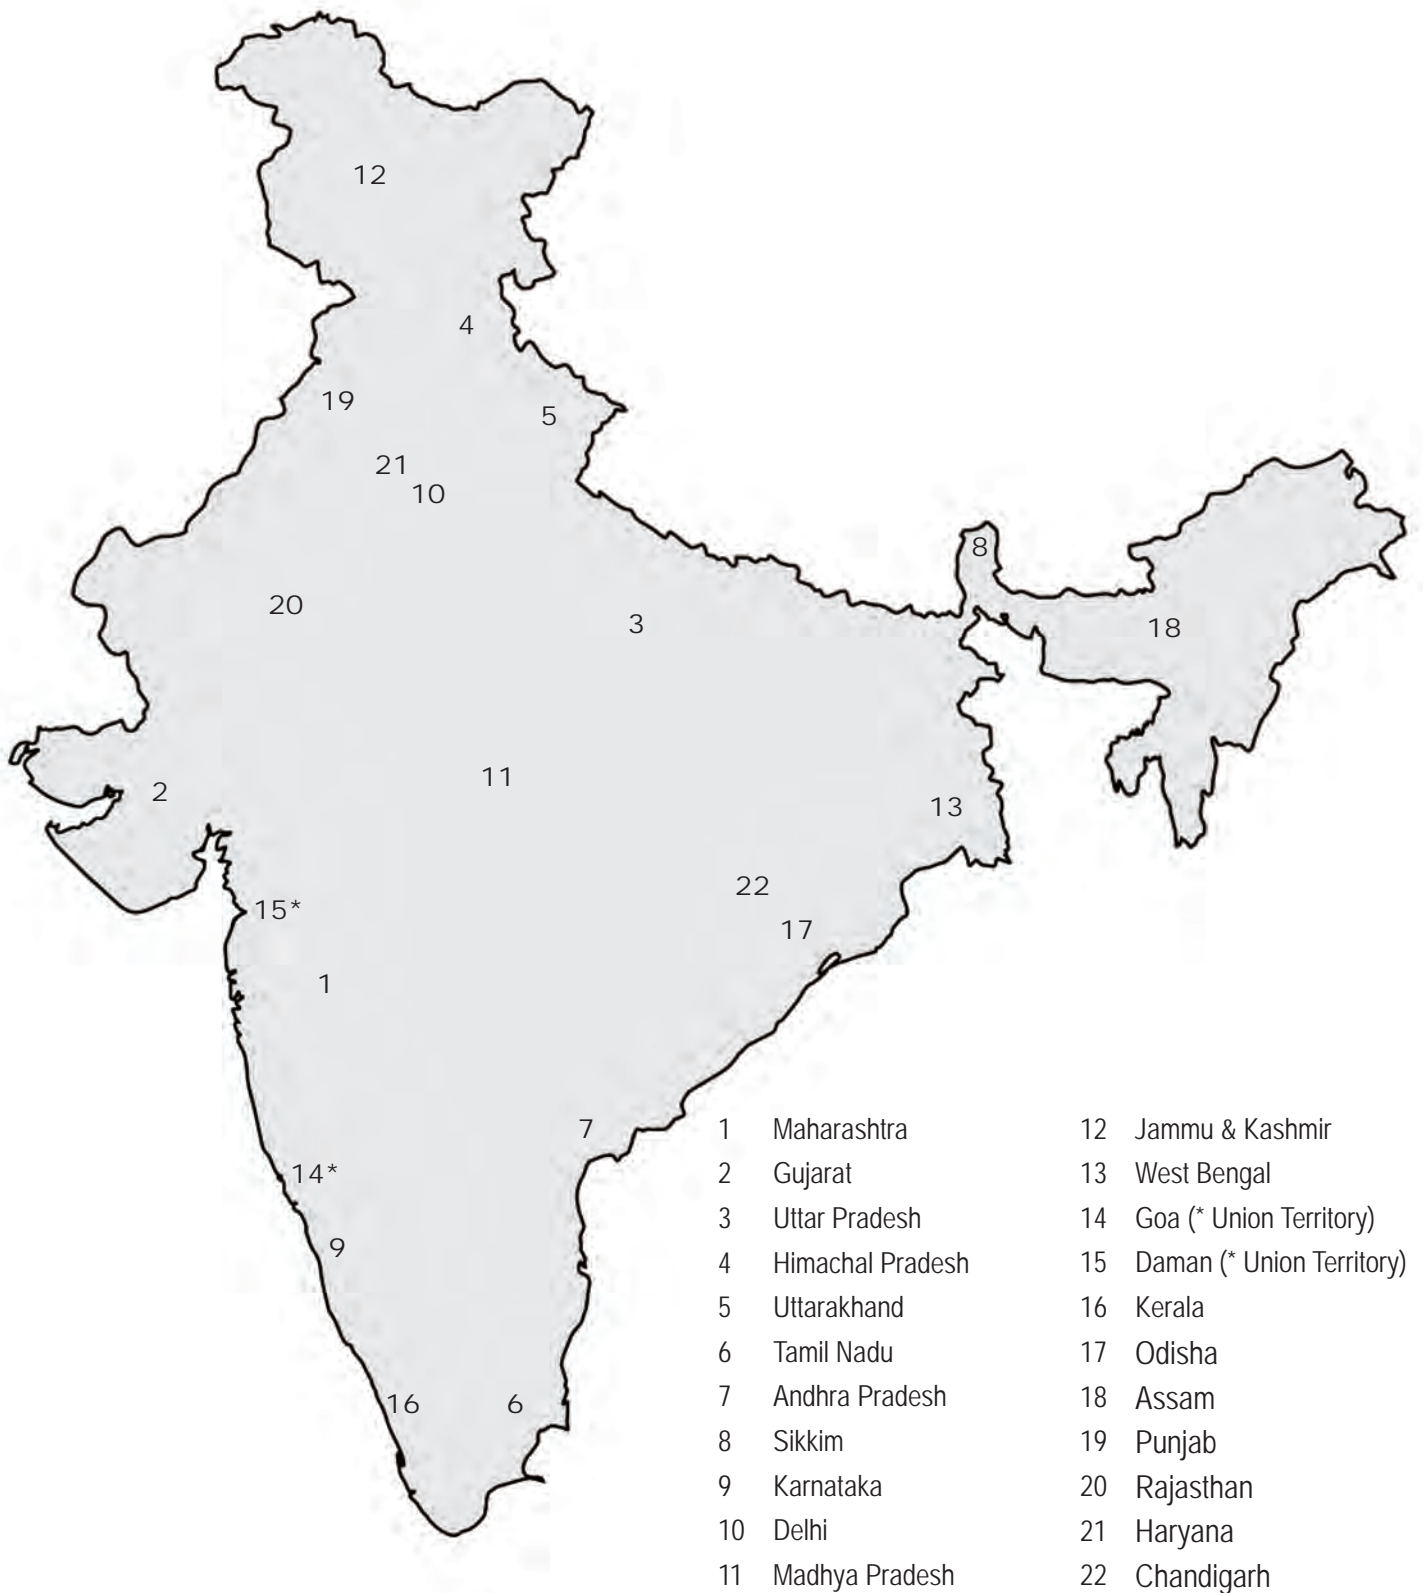 12
4
19
5
21
10
8
20
3
18
11
2
13
22
15*
17
1
7
14*
9
16
6
1 Maharashtra
2 Gujarat
3 Uttar Pradesh
4 Himachal Pradesh
5 Uttarakhand
6 Tamil Nadu
7 Andhra Pradesh
8 Sikkim
9 Karnataka
10 Delhi
11 Madhya Pradesh
12 Jammu & Kashmir
13 West Bengal
14 Goa (* Union Territory)
15 Daman (* Union Territory)
16 Kerala
17 Odisha
18 Assam
19 Punjab
20 Rajasthan
21 Haryana
22 Chandigarh